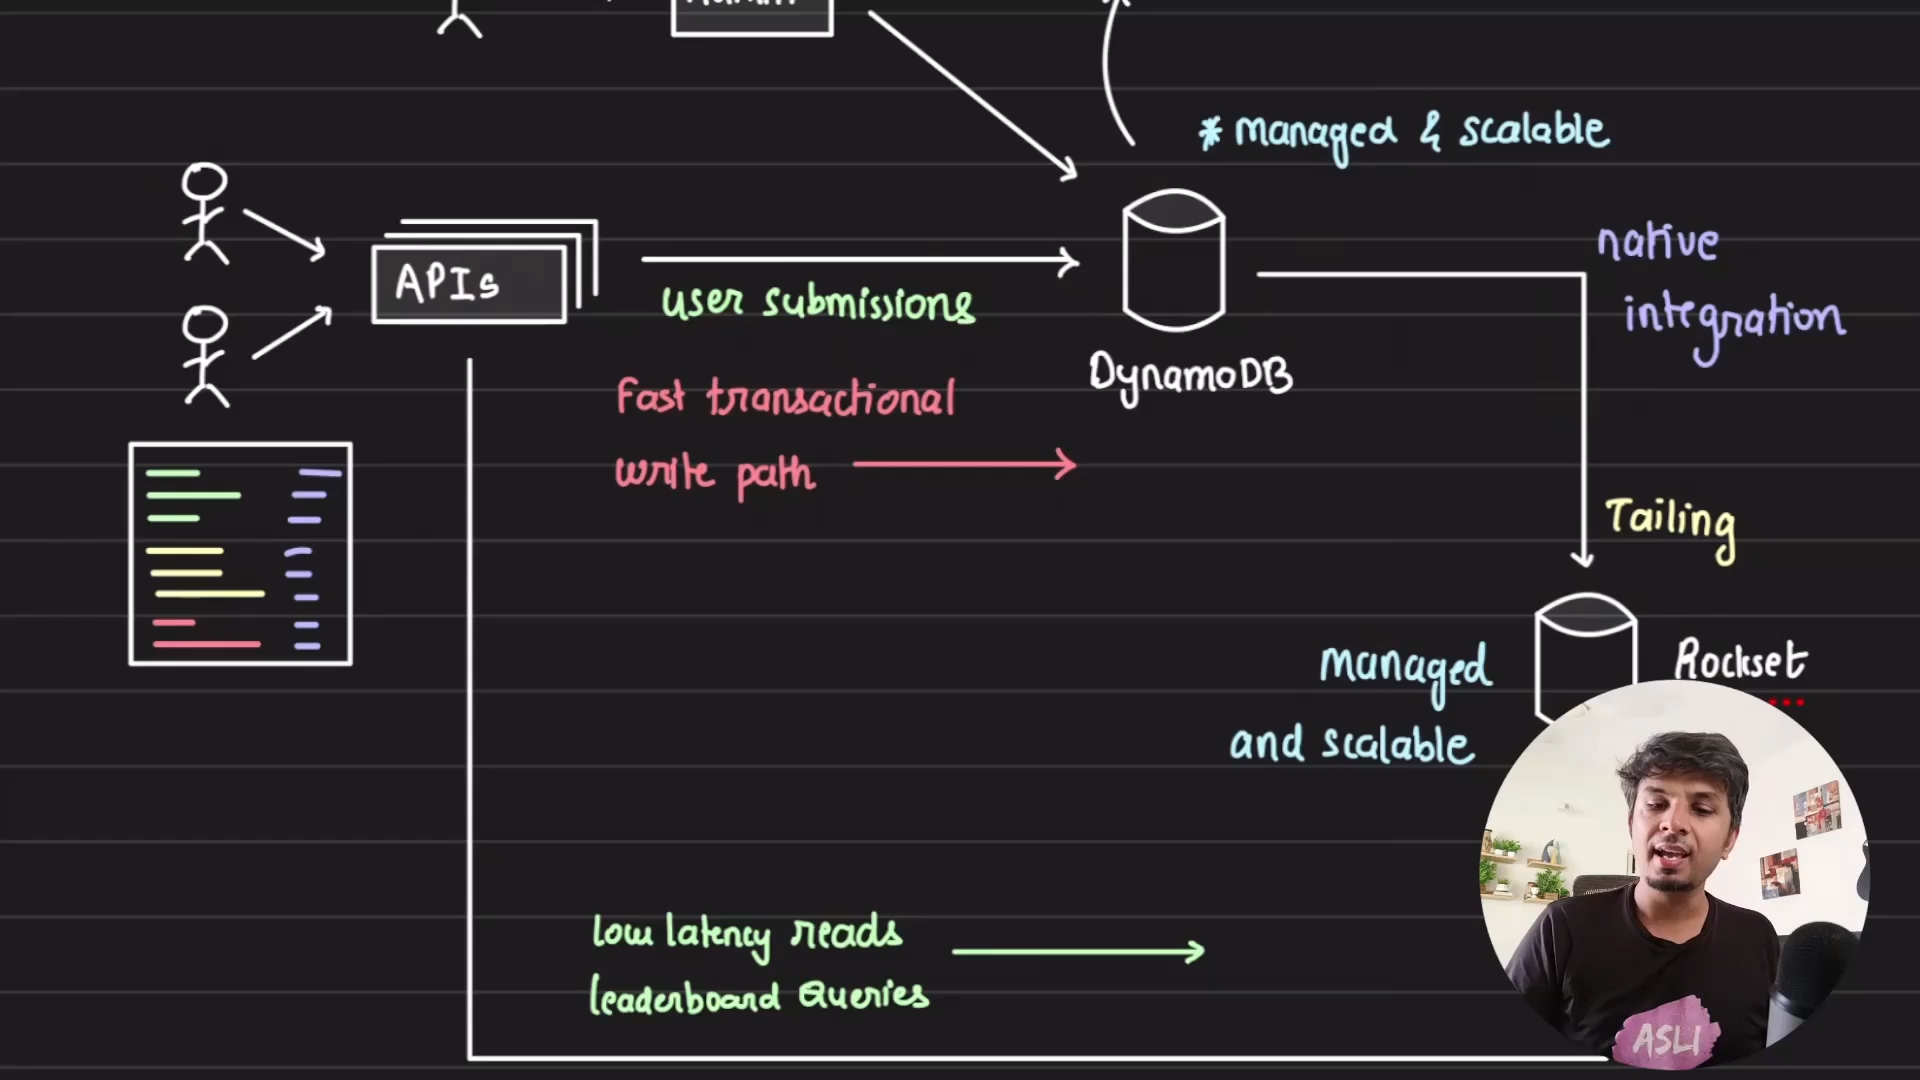 * managed & scalable
APIs
user submissions
Fast transactional
write path
DynamoDB
native
integration
Tailing
managed
and scalable
Rockset
low latency reads
leaderboard Queries
ASLI